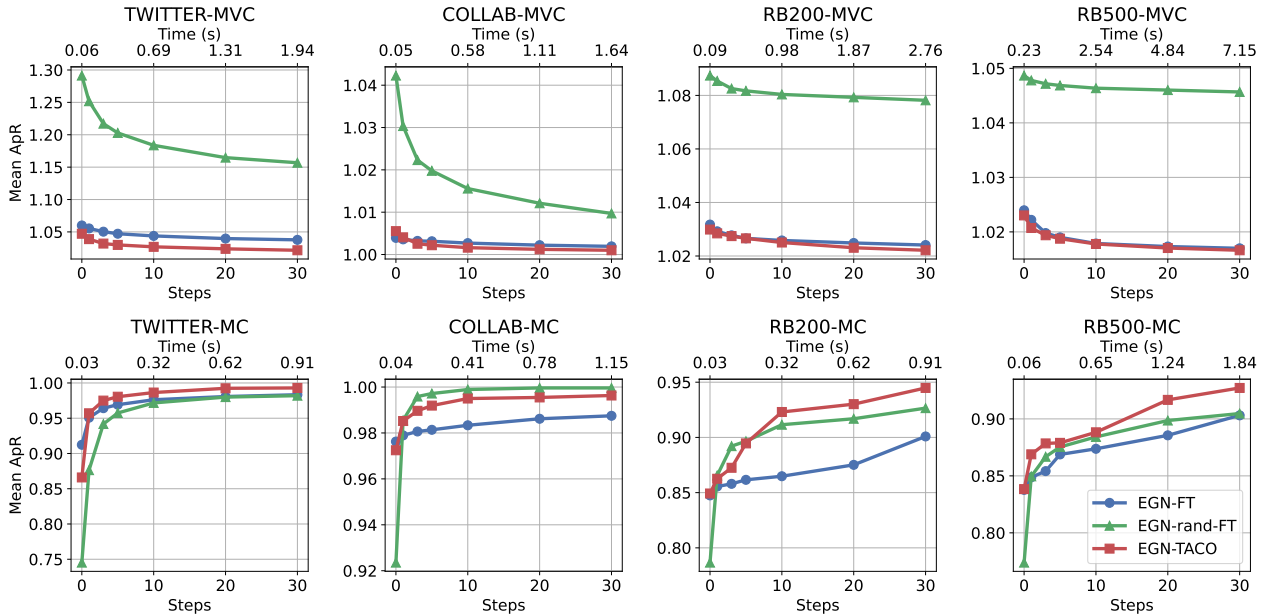 TWITTER-MVC
Time (s)
0.06 0.69 1.31 1.94
1.30
1.25
1.20
1.15
1.10
1.05
Mean ApR
0 10 20 30
Steps
COLLAB-MVC
Time (s)
0.05 0.58 1.11 1.64
1.04
1.03
1.02
1.01
1.00
0 10 20 30
Steps
RB200-MVC
Time (s)
0.09 0.98 1.87 2.76
1.08
1.06
1.04
1.02
0 10 20 30
Steps
RB500-MVC
Time (s)
0.23 2.54 4.84 7.15
1.05
1.04
1.03
1.02
0 10 20 30
Steps
TWITTER-MC
Time (s)
0.03 0.32 0.62 0.91
1.00
0.95
0.90
0.85
0.80
0.75
Mean ApR
0 10 20 30
Steps
COLLAB-MC
Time (s)
0.04 0.41 0.78 1.15
1.00
0.98
0.96
0.94
0.92
0 10 20 30
Steps
RB200-MC
Time (s)
0.03 0.32 0.62 0.91
0.95
0.90
0.85
0.80
0 10 20 30
Steps
RB500-MC
Time (s)
0.06 0.65 1.24 1.84
0.90
0.85
0.80
EGN-FT
EGN-rand-FT
EGN-TACO
0 10 20 30
Steps